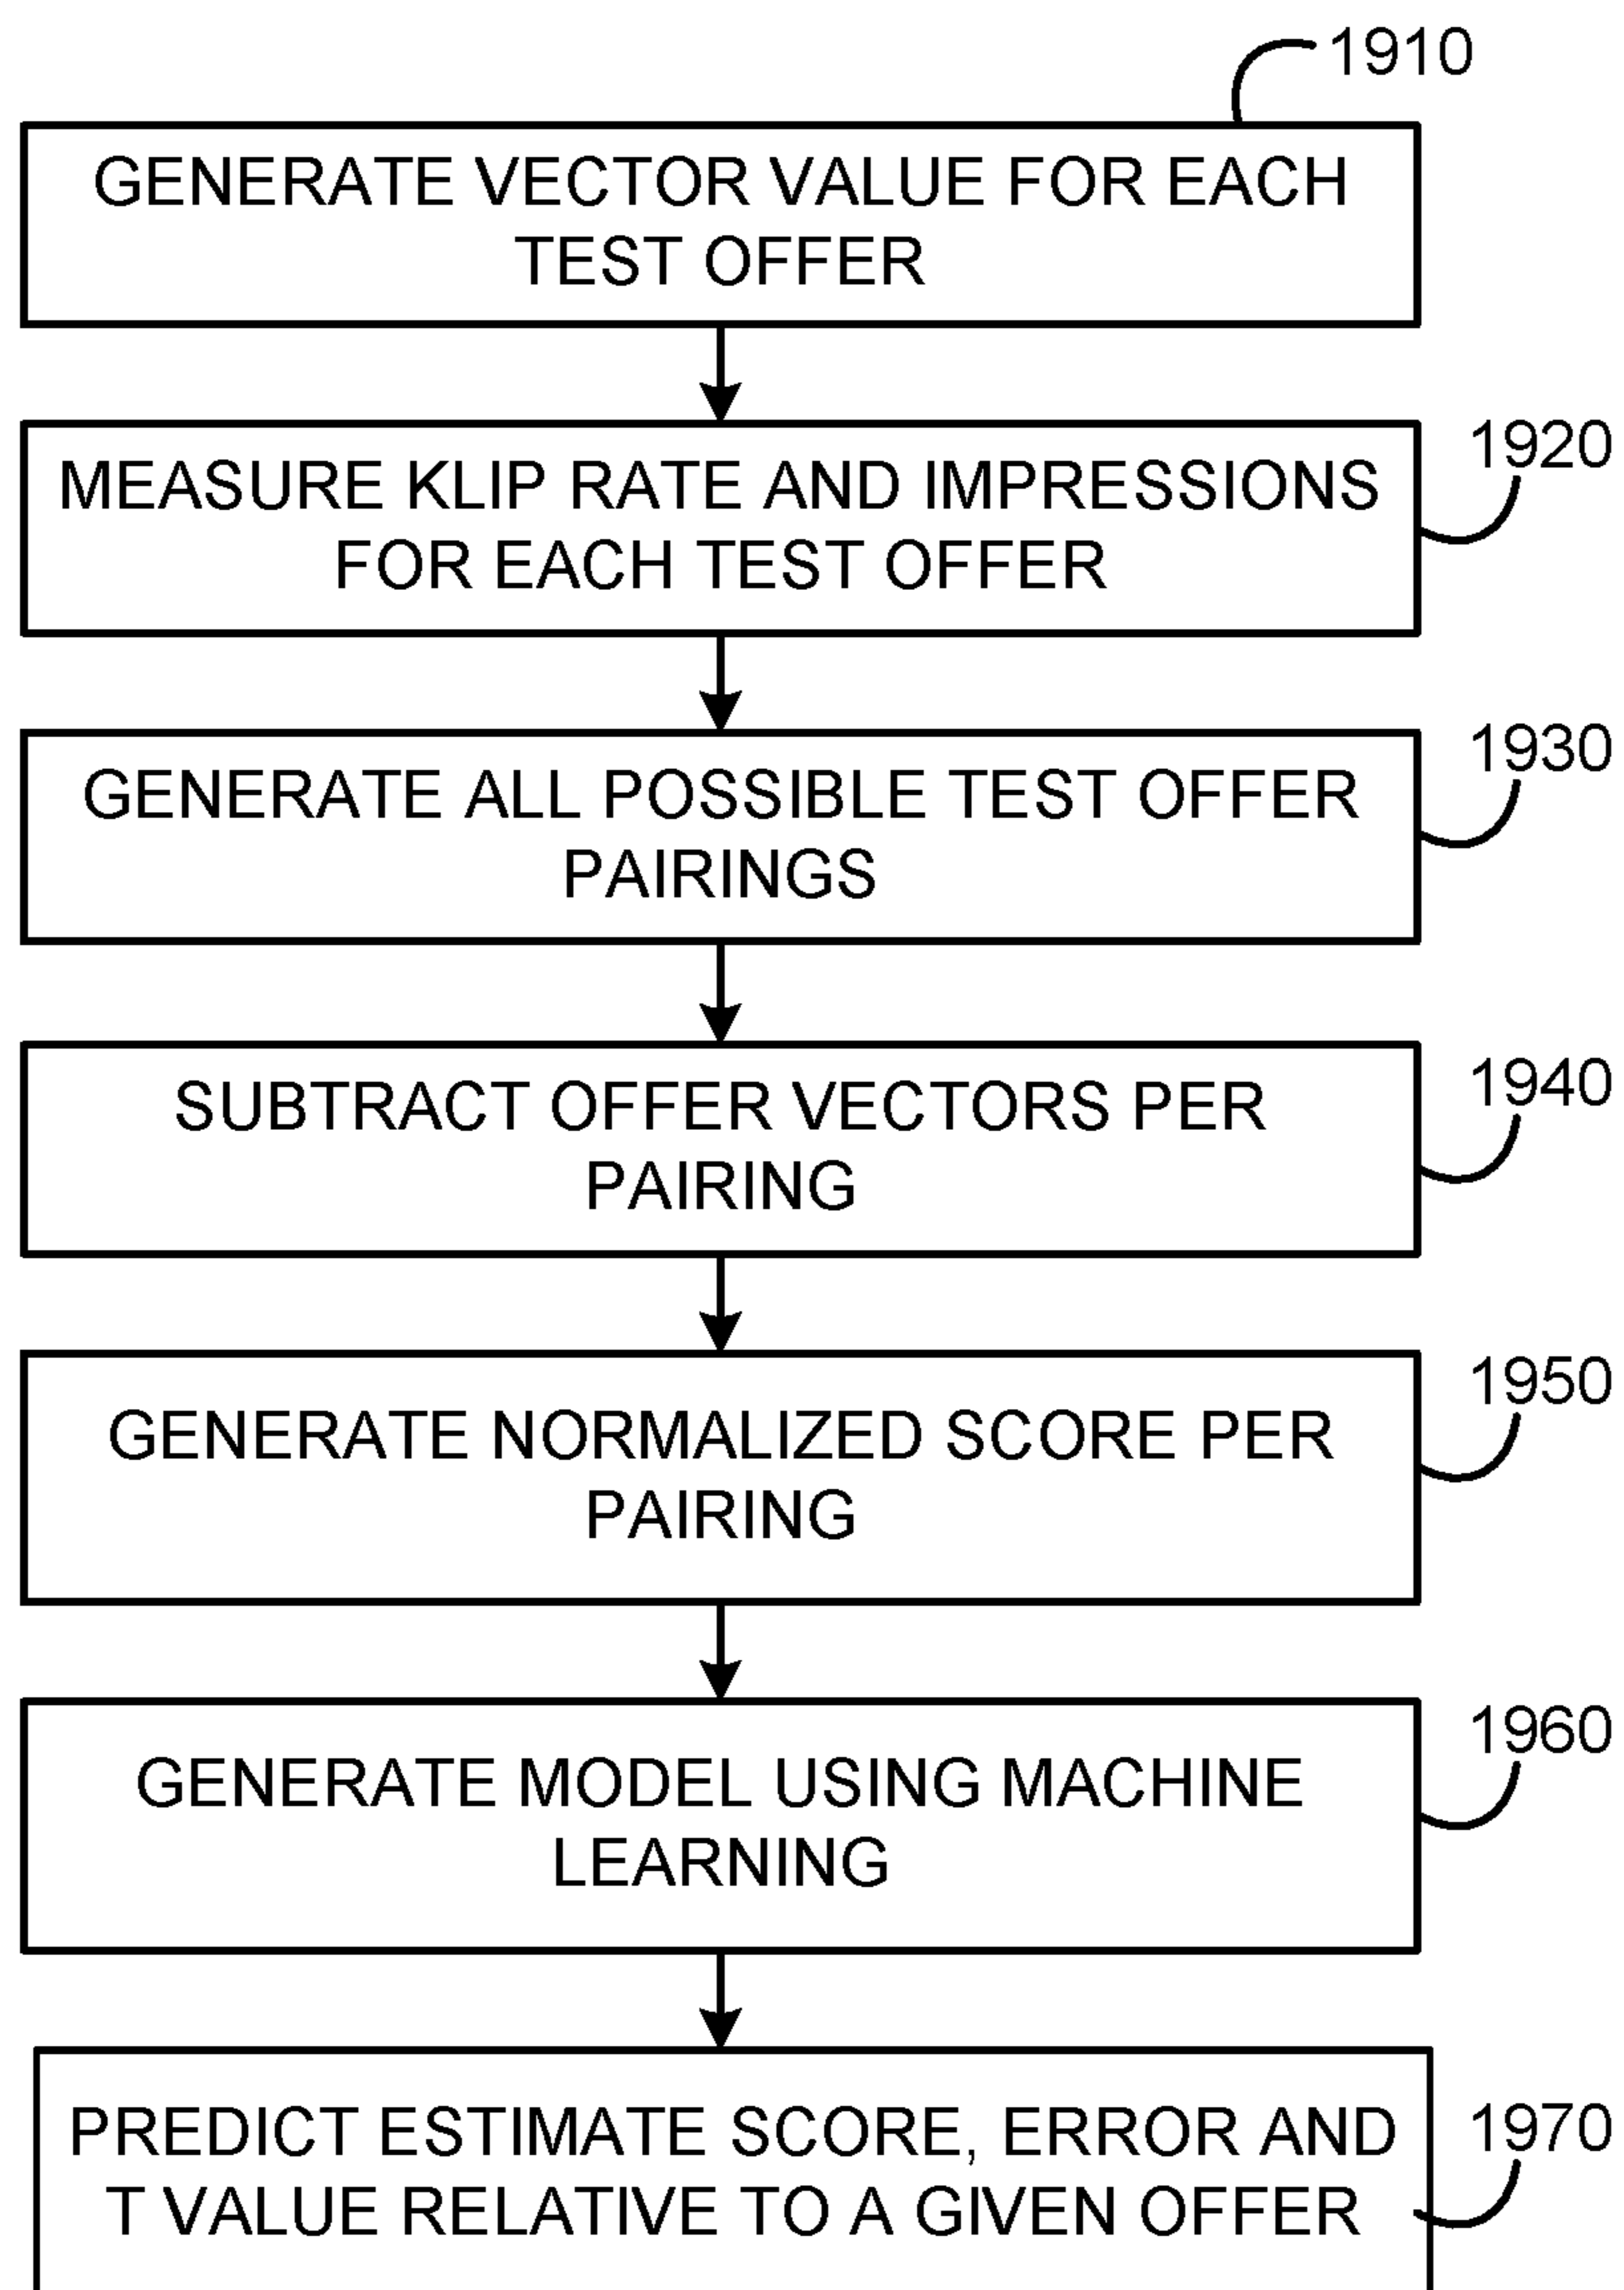 1910
GENERATE VECTOR VALUE FOR EACH
TEST OFFER
1920
MEASURE KLIP RATE AND IMPRESSIONS
FOR EACH TEST OFFER
1930
GENERATE ALL POSSIBLE TEST OFFER
PAIRINGS
1940
SUBTRACT OFFER VECTORS PER
PAIRING
1950
GENERATE NORMALIZED SCORE PER
PAIRING
1960
GENERATE MODEL USING MACHINE
LEARNING
1970
PREDICT ESTIMATE SCORE, ERROR AND
T VALUE RELATIVE TO A GIVEN OFFER